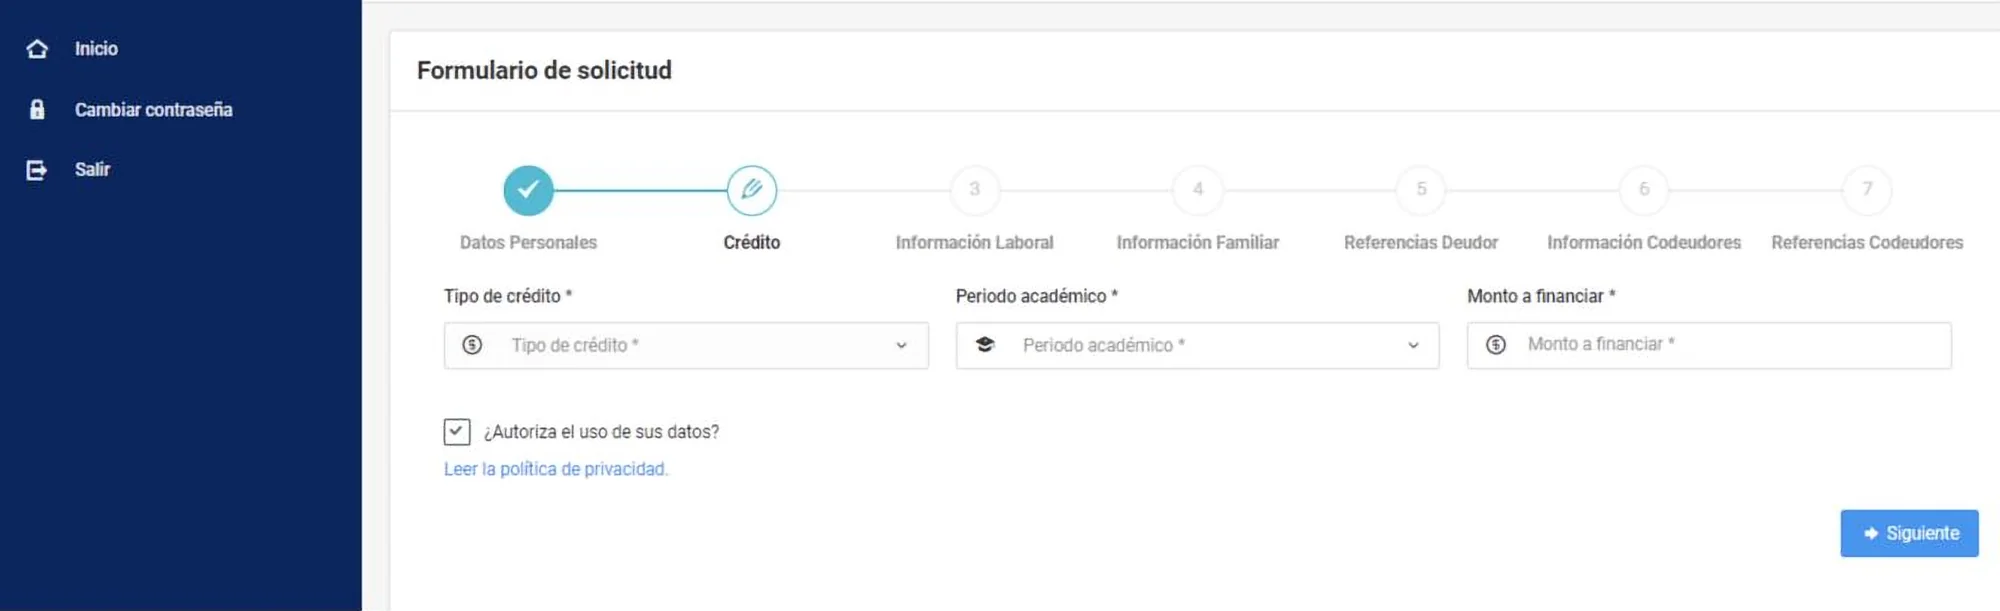 Inicio
Cambiar contraseña
Salir
Formulario de solicitud
3 4 5 6 7
Datos Personales Crédito Información Laboral Información Familiar Referencias Deudor Información Codeudores Referencias Codeudores
Tipo de crédito * Periodo académico * Monto a financiar *
Tipo de crédito * Periodo académico * Monto a financiar *
¿Autoriza el uso de sus datos?
Leer la política de privacidad.
Siguiente